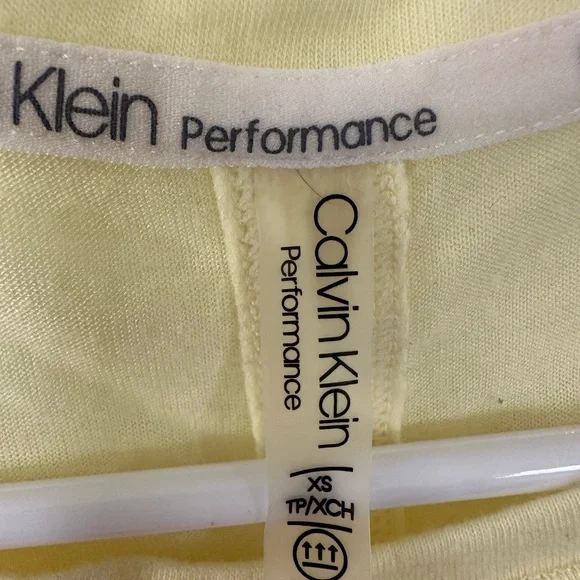 Klein Performance
Calvin Klein
Performance
XS
TP/XCH